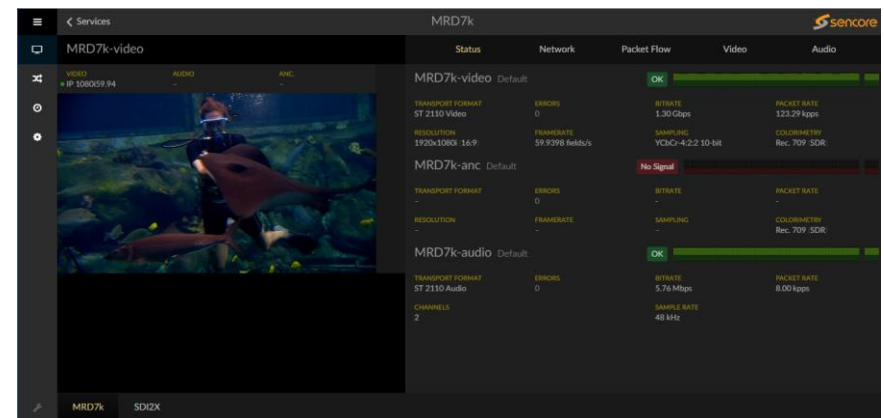 Services
MRD7k
sencore
MRD7k-video
Status Network Packet Flow Video Audio
VIDEO AUDIO ANC.
IP 1080i59.94 - -
MRD7k-video Default OK
TRANSPORT FORMAT ERRORS BITRATE PACKET RATE
ST 2110 Video 0 1.30 Gbps 123.29 kpps
RESOLUTION FRAMERATE SAMPLING COLORIMETRY
1920x1080i (16:9) 59.9398 fields/s YCbCr-4:2:2 10-bit Rec. 709 (SDR)
MRD7k-anc Default No Signal
TRANSPORT FORMAT ERRORS BITRATE PACKET RATE
- 0 - -
RESOLUTION FRAMERATE SAMPLING COLORIMETRY
- - - Rec. 709 (SDR)
MRD7k-audio Default OK
TRANSPORT FORMAT ERRORS BITRATE PACKET RATE
ST 2110 Audio 0 5.76 Mbps 8.00 kpps
CHANNELS SAMPLE RATE
2 48 kHz
MRD7k SDI2X